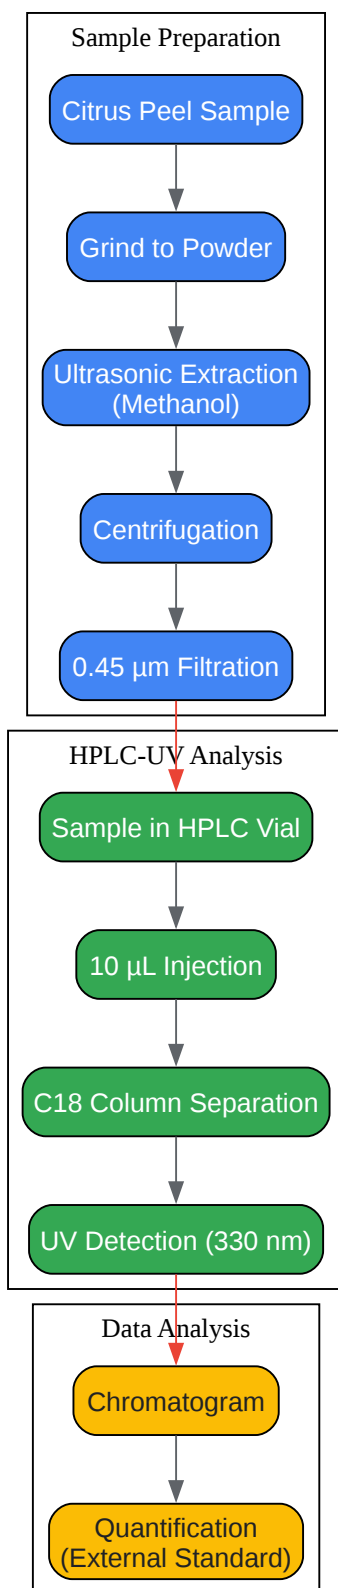 Sample Preparation
Citrus Peel Sample
Grind to Powder
Ultrasonic Extraction
(Methanol)
Centrifugation
0.45 µm Filtration
HPLC-UV Analysis
Sample in HPLC Vial
10 µL Injection
C18 Column Separation
UV Detection (330 nm)
Data Analysis
Chromatogram
Quantification
(External Standard)